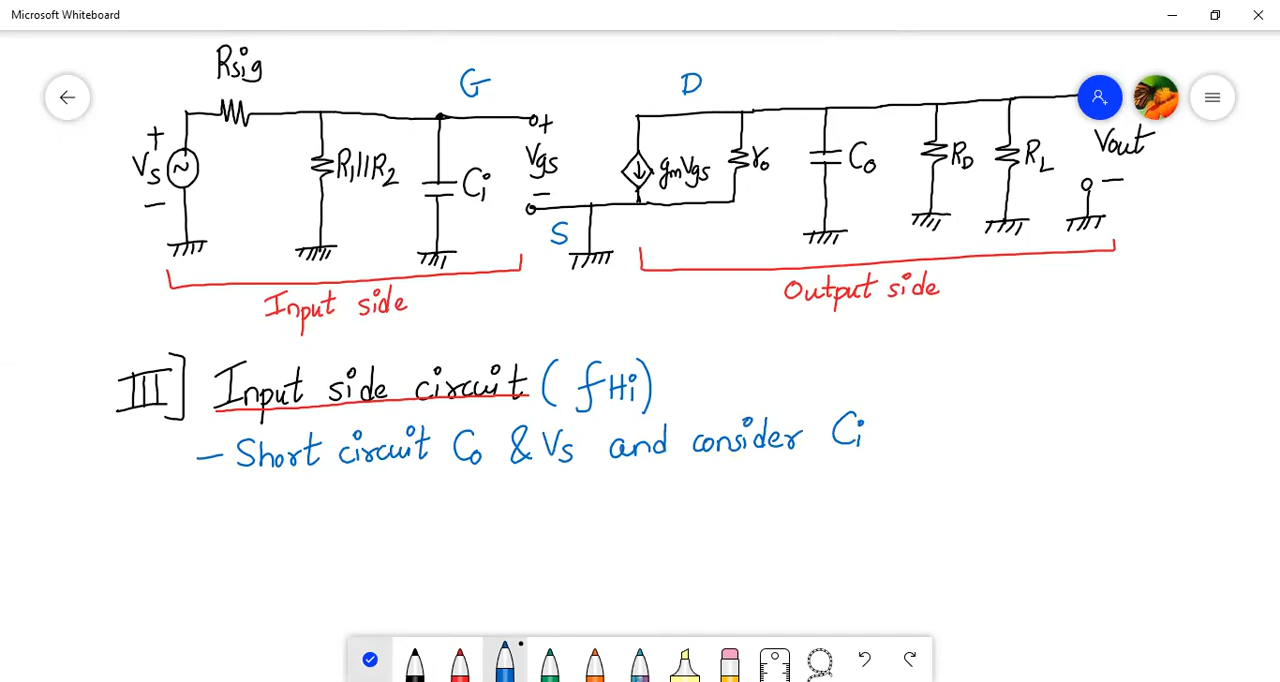 Microsoft Whiteboard
Rsig
G
D
+
Vs
−
R1||R2
Ci
+
Vgs
−
S
gmVgs
ro
Co
RD
RL
Vout
−
Input side
Output side
III] Input side circuit (fHi)
− Short circuit Co & Vs and consider Ci